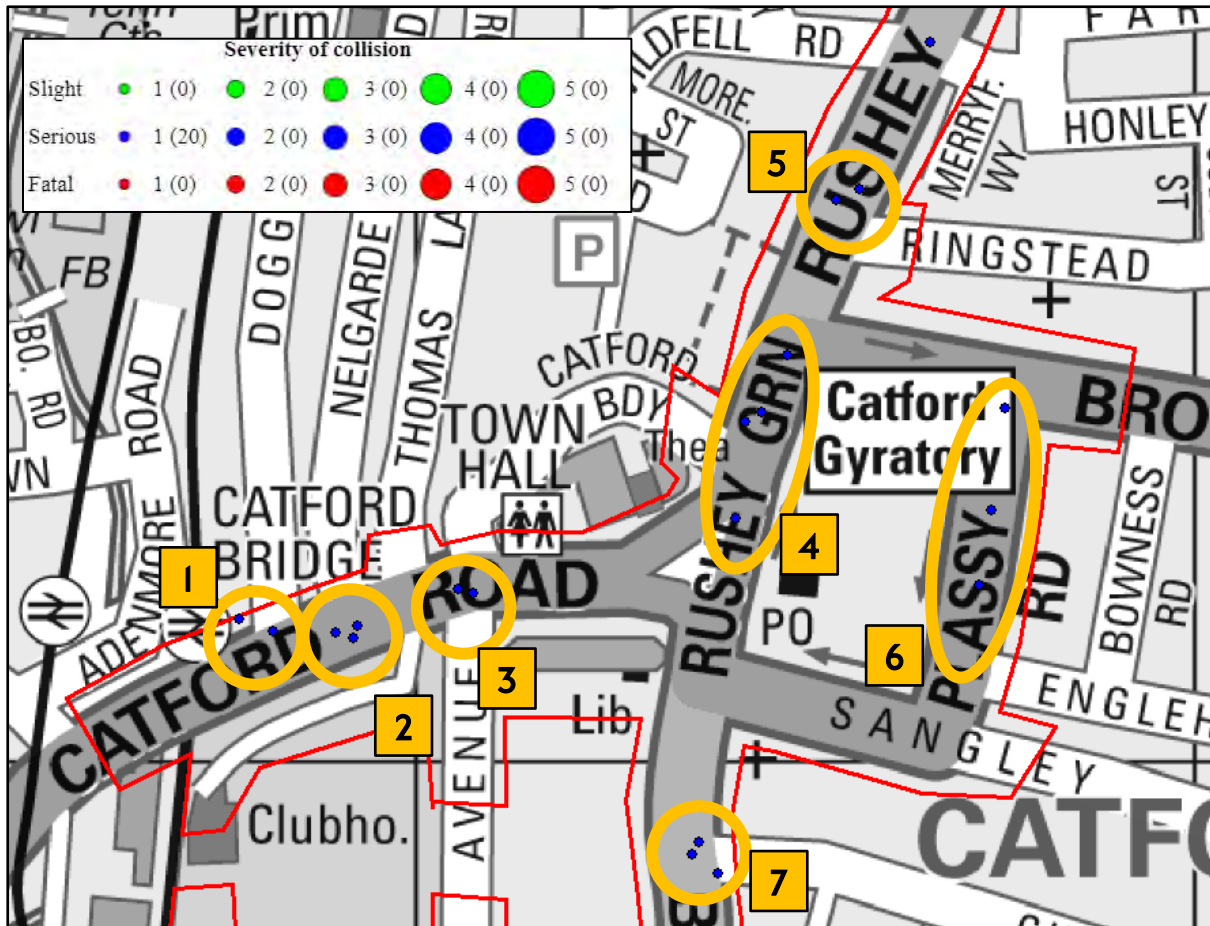 Prim
Cts.
Severity of collision
Slight 1 (0) 2 (0) 3 (0) 4 (0) 5 (0)
Serious 1 (20) 2 (0) 3 (0) 4 (0) 5 (0)
Fatal 1 (0) 2 (0) 3 (0) 4 (0) 5 (0)
RD
MORE.
ST
FAR
HONLEY
ST
MERRYF.
WY
5
RUSHEY
RINGSTEAD
P
FB
BO. RD
ROAD
DOGG
NELGARDE
THOMAS LA
CATFORD
BDY
Thea
TOWN
HALL
RUSHEY GRN
Catford
Gyratory
BRO
CATFORD
BRIDGE
ADENMORE
1
ROAD
4
PO
PLASSY
RD
BOWNESS
RD
6
3
2
CATFORD
AVENUE
Lib
SANGLEY
ENGLEH
Clubho.
7
CATF
B